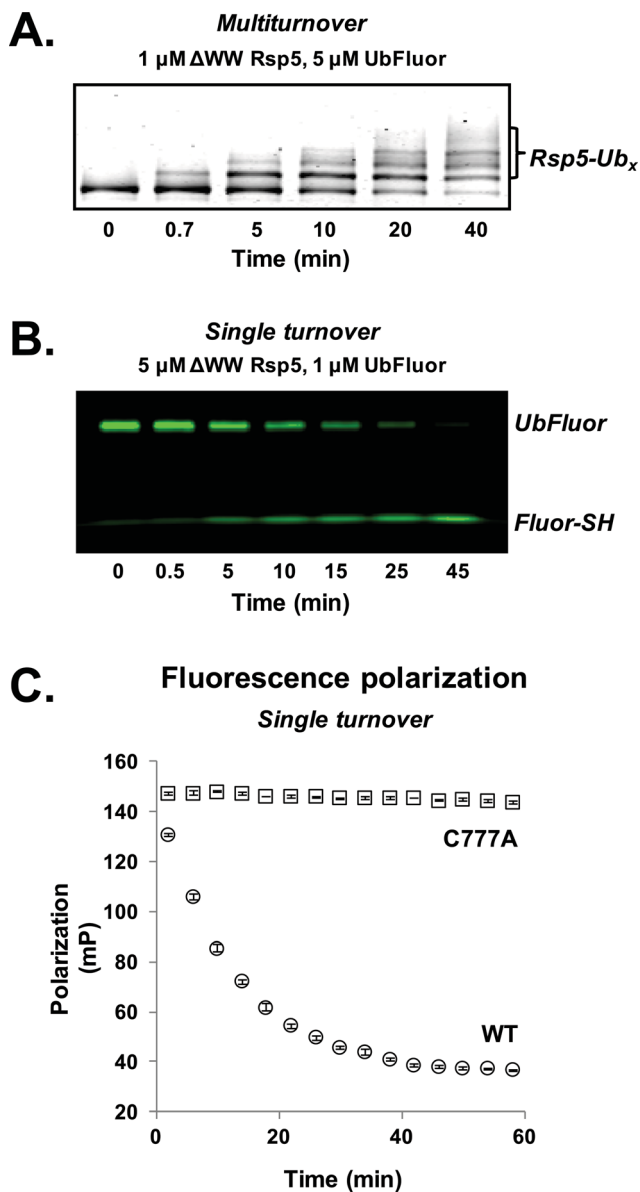 A.
Multiturnover
1 µM ΔWW Rsp5, 5 µM UbFluor
Rsp5-Ubx
0 0.7 5 10 20 40
Time (min)
B.
Single turnover
5 µM ΔWW Rsp5, 1 µM UbFluor
UbFluor
Fluor-SH
0 0.5 5 10 15 25 45
Time (min)
C.
Fluorescence polarization
Single turnover
160
140
120
100
80
60
40
20
Polarization
(mP)
C777A
WT
0 20 40 60
Time (min)